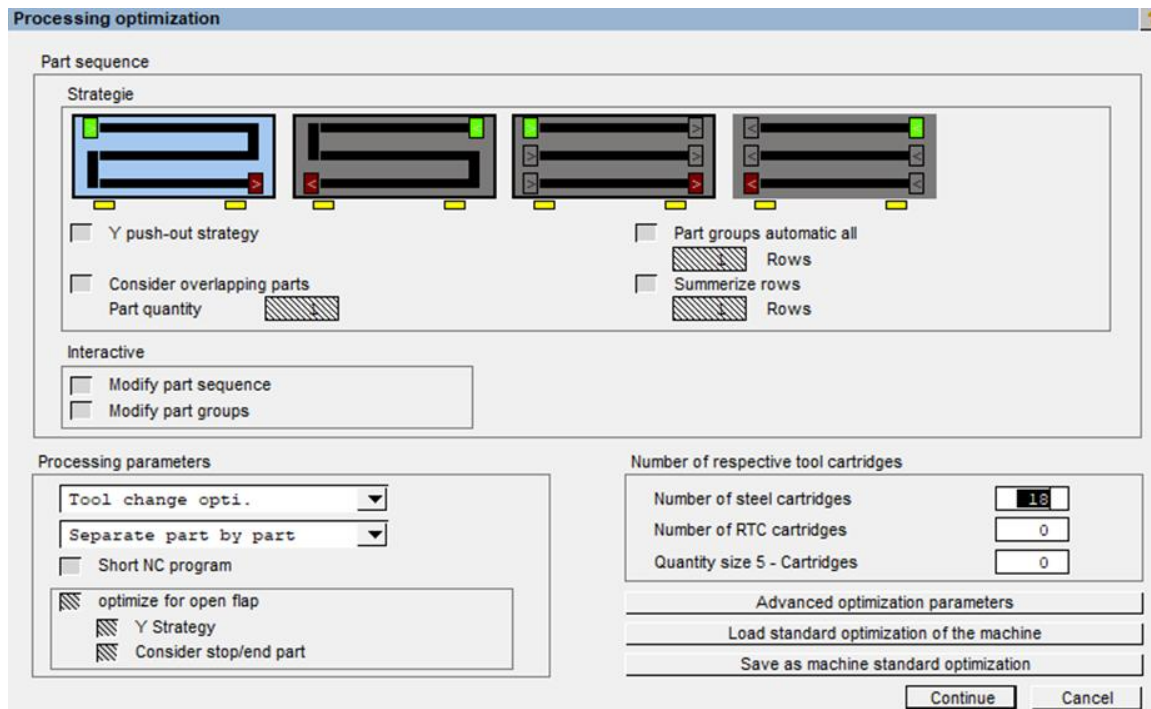 Processing optimization
Part sequence
Strategie
Y push-out strategy
Part groups automatic all
1 Rows
Consider overlapping parts
Summerize rows
Part quantity 1
1 Rows
Interactive
Modify part sequence
Modify part groups
Processing parameters
Number of respective tool cartridges
Tool change opti.
Number of steel cartridges 18
Separate part by part
Number of RTC cartridges 0
Short NC program
Quantity size 5 - Cartridges 0
optimize for open flap
Advanced optimization parameters
Y Strategy
Load standard optimization of the machine
Consider stop/end part
Save as machine standard optimization
Continue Cancel